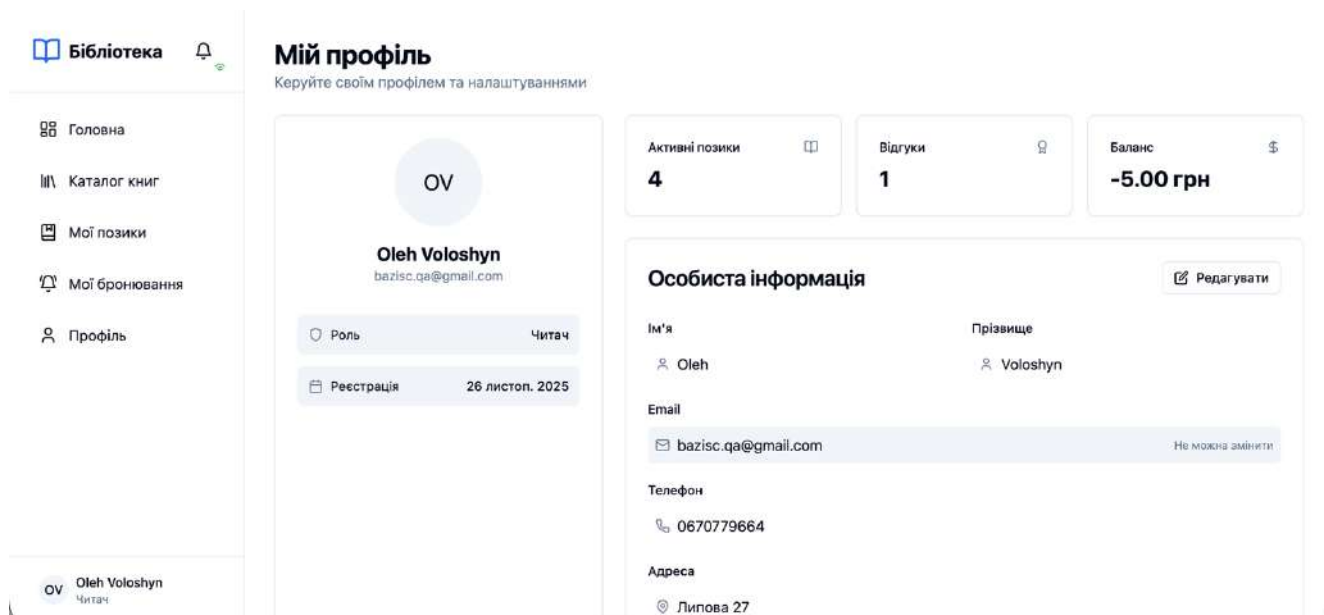 Бібліотека
Головна
Каталог книг
Мої позики
Мої бронювання
Профіль
OV
Oleh Voloshyn
Читач
Мій профіль
Керуйте своїм профілем та налаштуваннями
OV
Oleh Voloshyn
bazisc.qa@gmail.com
Роль Читач
Реєстрація 26 листоп. 2025
Активні позики
4
Відгуки
1
Баланс $
-5.00 грн
Особиста інформація
Редагувати
Ім'я Прізвище
Oleh Voloshyn
Email
bazisc.qa@gmail.com Не можна змінити
Телефон
0670779664
Адреса
Липова 27